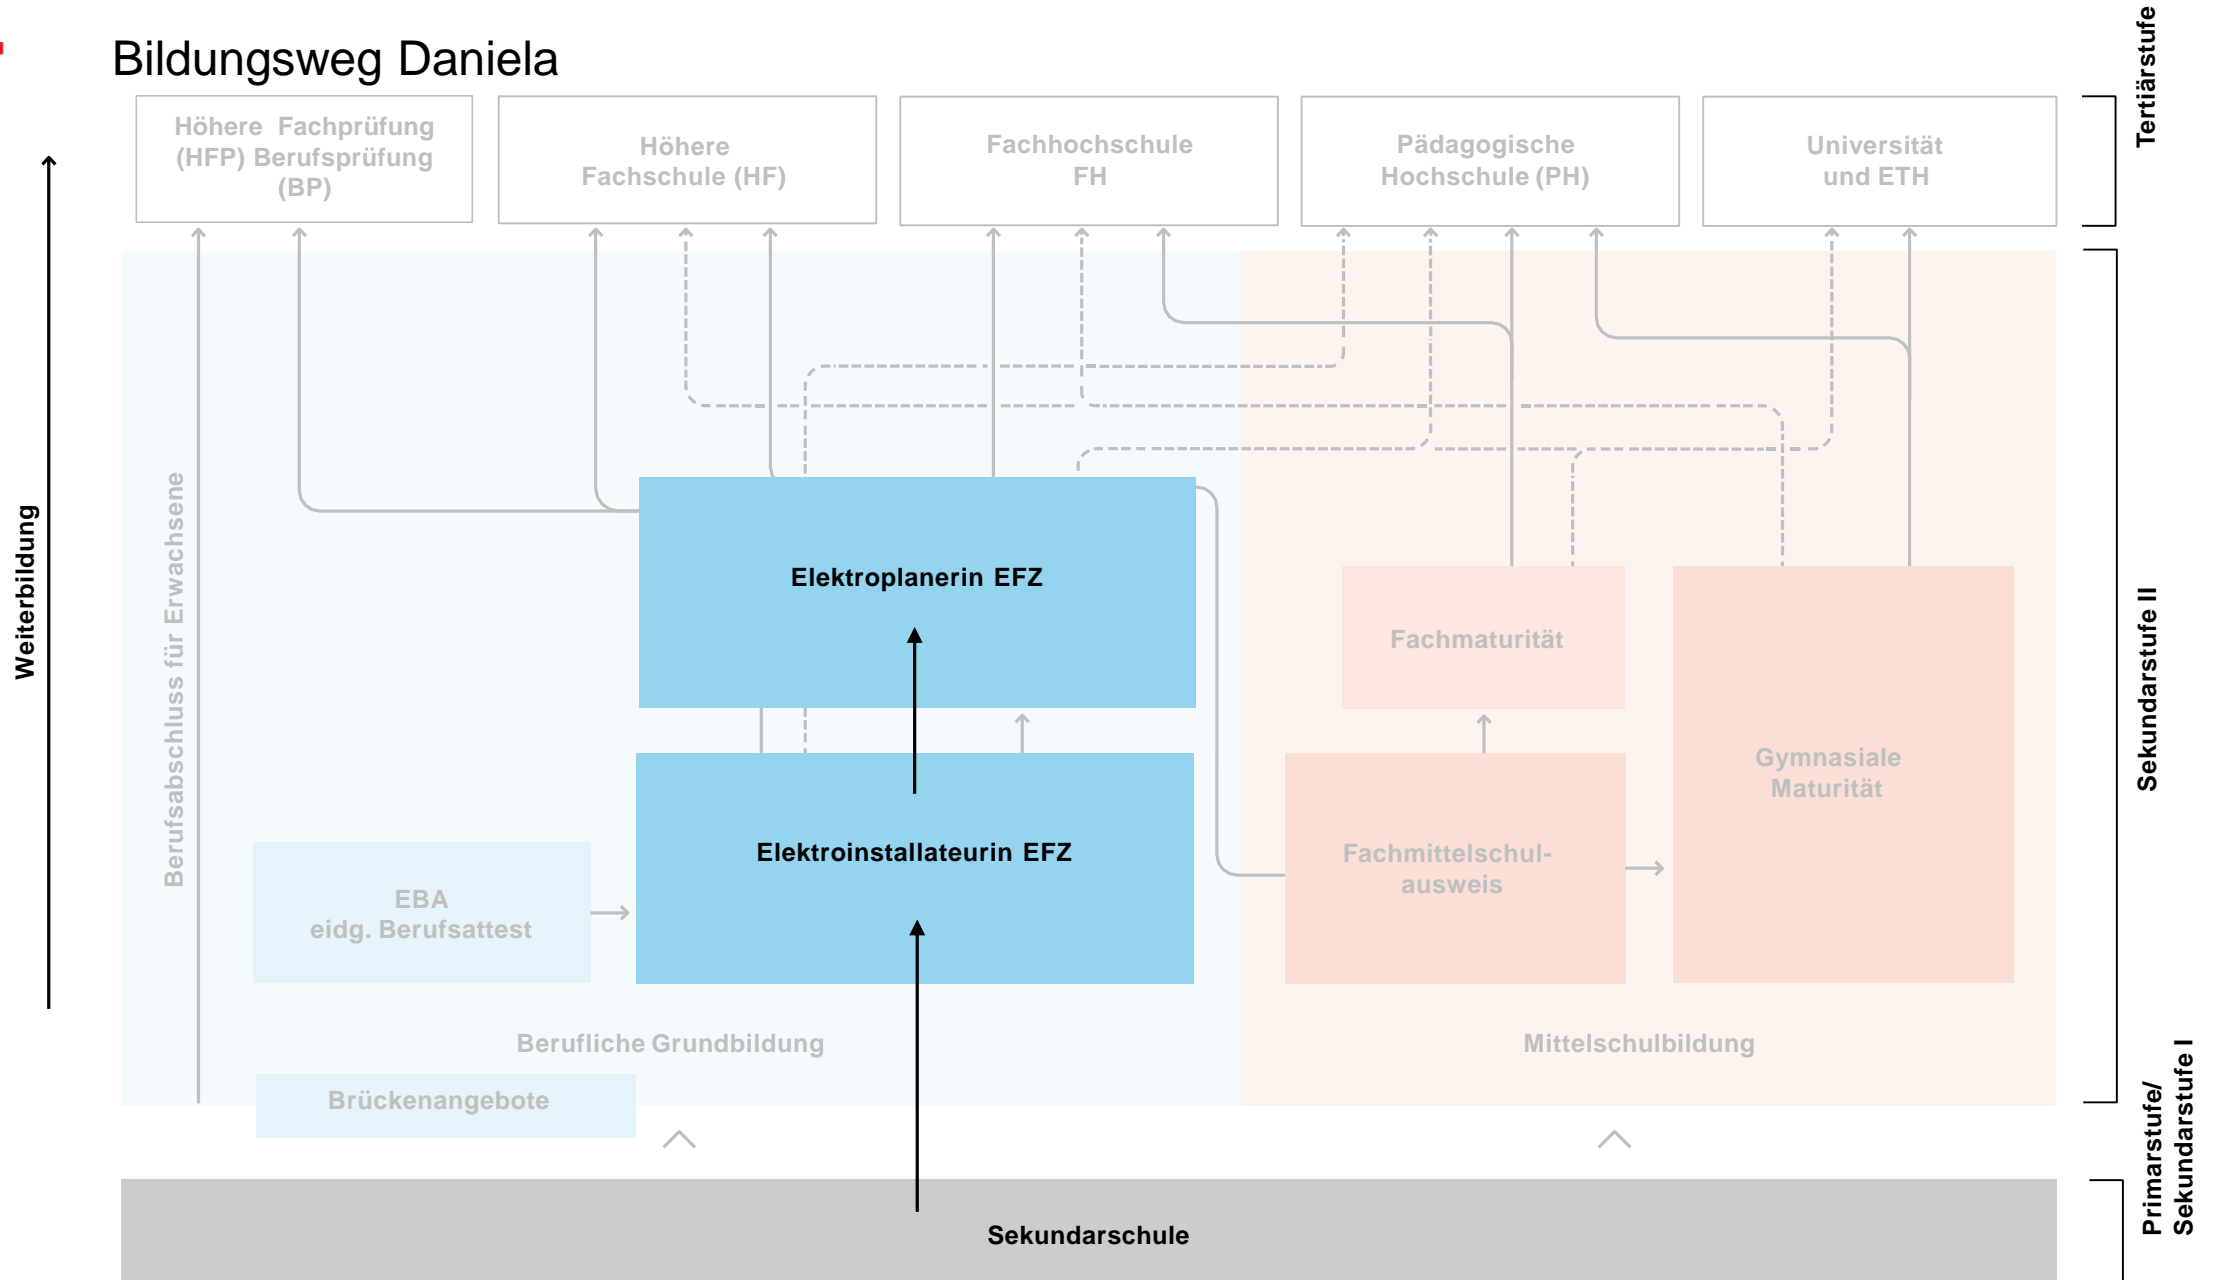 Bildungsweg Daniela
Tertiärstufe
Höhere Fachprüfung
(HFP) Berufsprüfung
(BP)
Höhere
Fachschule (HF)
Fachhochschule
FH
Pädagogische
Hochschule (PH)
Universität
und ETH
Weiterbildung
Berufsabschluss für Erwachsene
Elektroplanerin EFZ
Fachmaturität
Sekundarstufe II
Gymnasiale
Maturität
Elektroinstallateurin EFZ
Fachmittelschul-
ausweis
EBA
eidg. Berufsattest
Berufliche Grundbildung
Mittelschulbildung
Brückenangebote
Primarstufe/
Sekundarstufe I
Sekundarschule